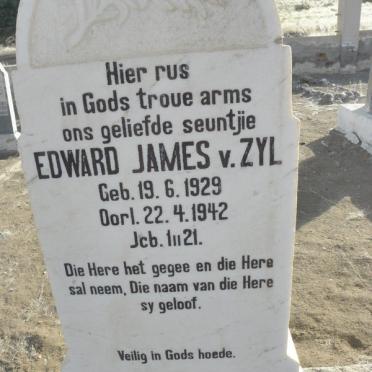 Hier rus
in Gods troue arms
ons geliefde seuntjie
EDWARD JAMES v. ZYL
Geb. 19. 6. 1929
Oorl. 22. 4. 1942
Jcb. 1ıı21.
Die Here het gegee en die Here
sal neem, Die naam van die Here
sy geloof.
Veilig in Gods hoede.